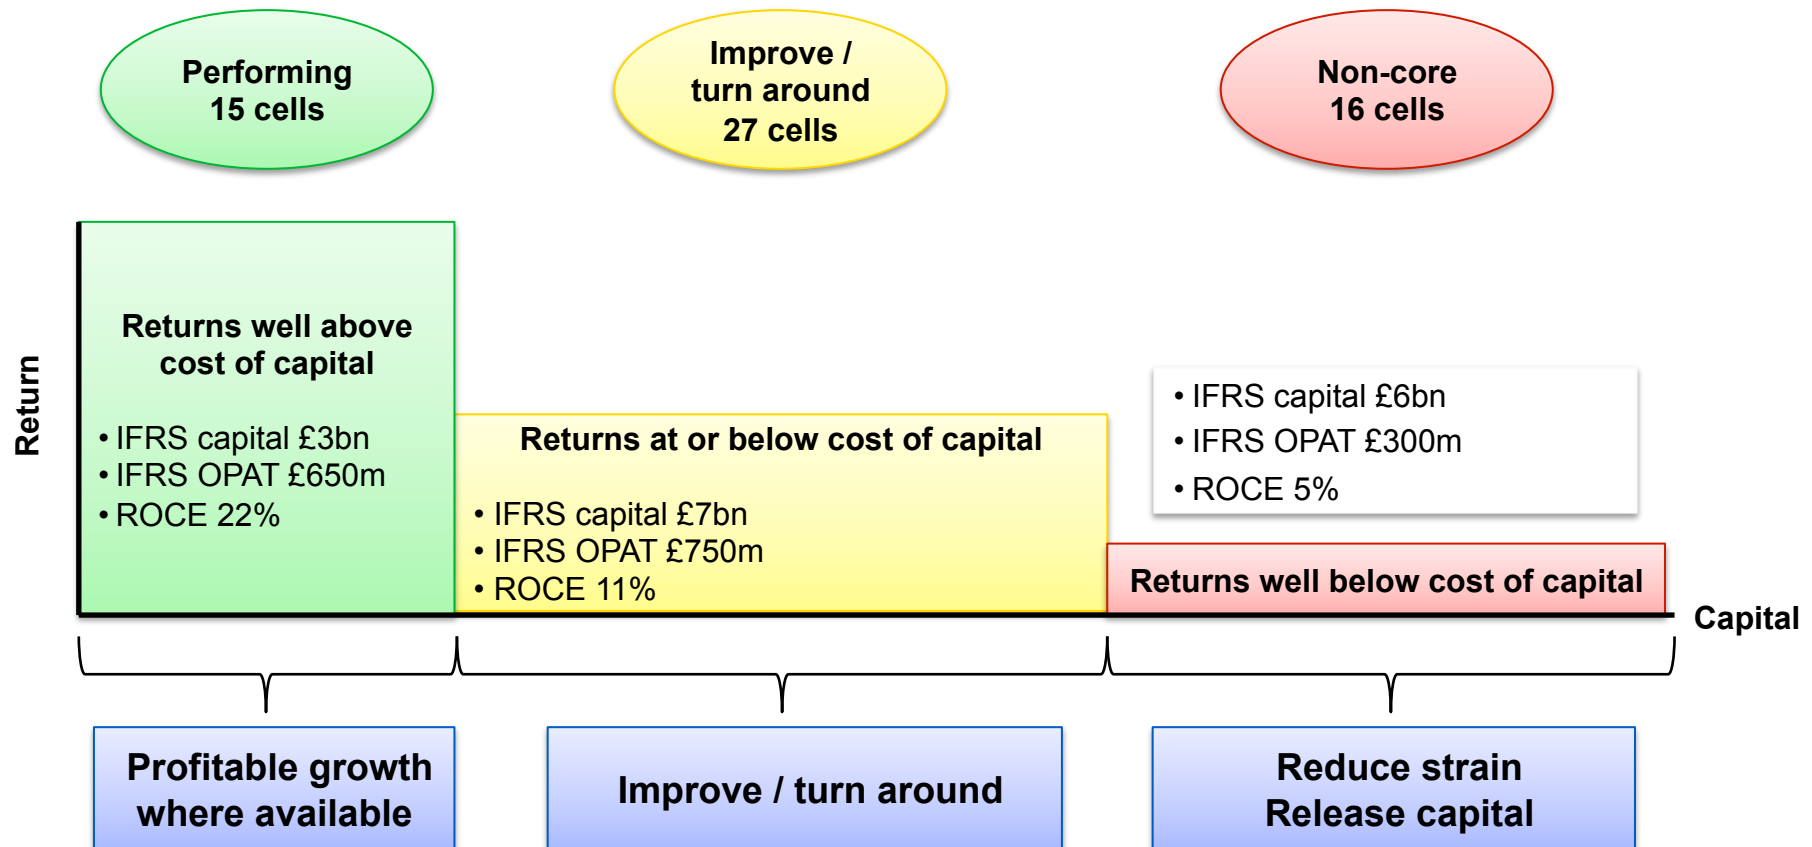 Performing
15 cells
Improve /
turn around
27 cells
Non-core
16 cells
Return
Returns well above
cost of capital
• IFRS capital £3bn
• IFRS OPAT £650m
• ROCE 22%
Returns at or below cost of capital
• IFRS capital £7bn
• IFRS OPAT £750m
• ROCE 11%
• IFRS capital £6bn
• IFRS OPAT £300m
• ROCE 5%
Returns well below cost of capital
Capital
Profitable growth
where available
Improve / turn around
Reduce strain
Release capital